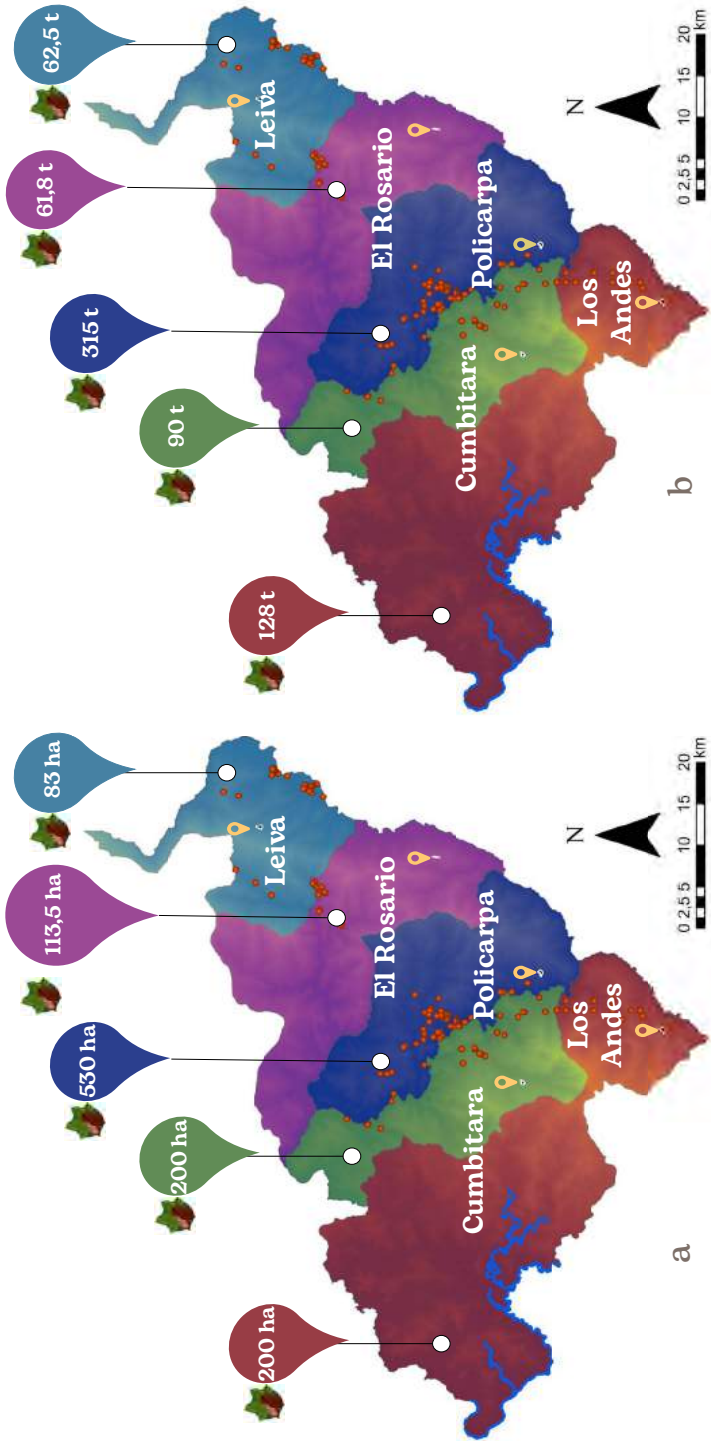 200 ha
200 ha
530 ha
113,5 ha
83 ha
Leiva
El Rosario
Policarpa
Cumbitara
Los
Andes
N
0 2,5 5 10 15 20
km
a
128 t
90 t
315 t
61,8 t
62,5 t
Leiva
El Rosario
Policarpa
Cumbitara
Los
Andes
N
0 2,5 5 10 15 20
km
b